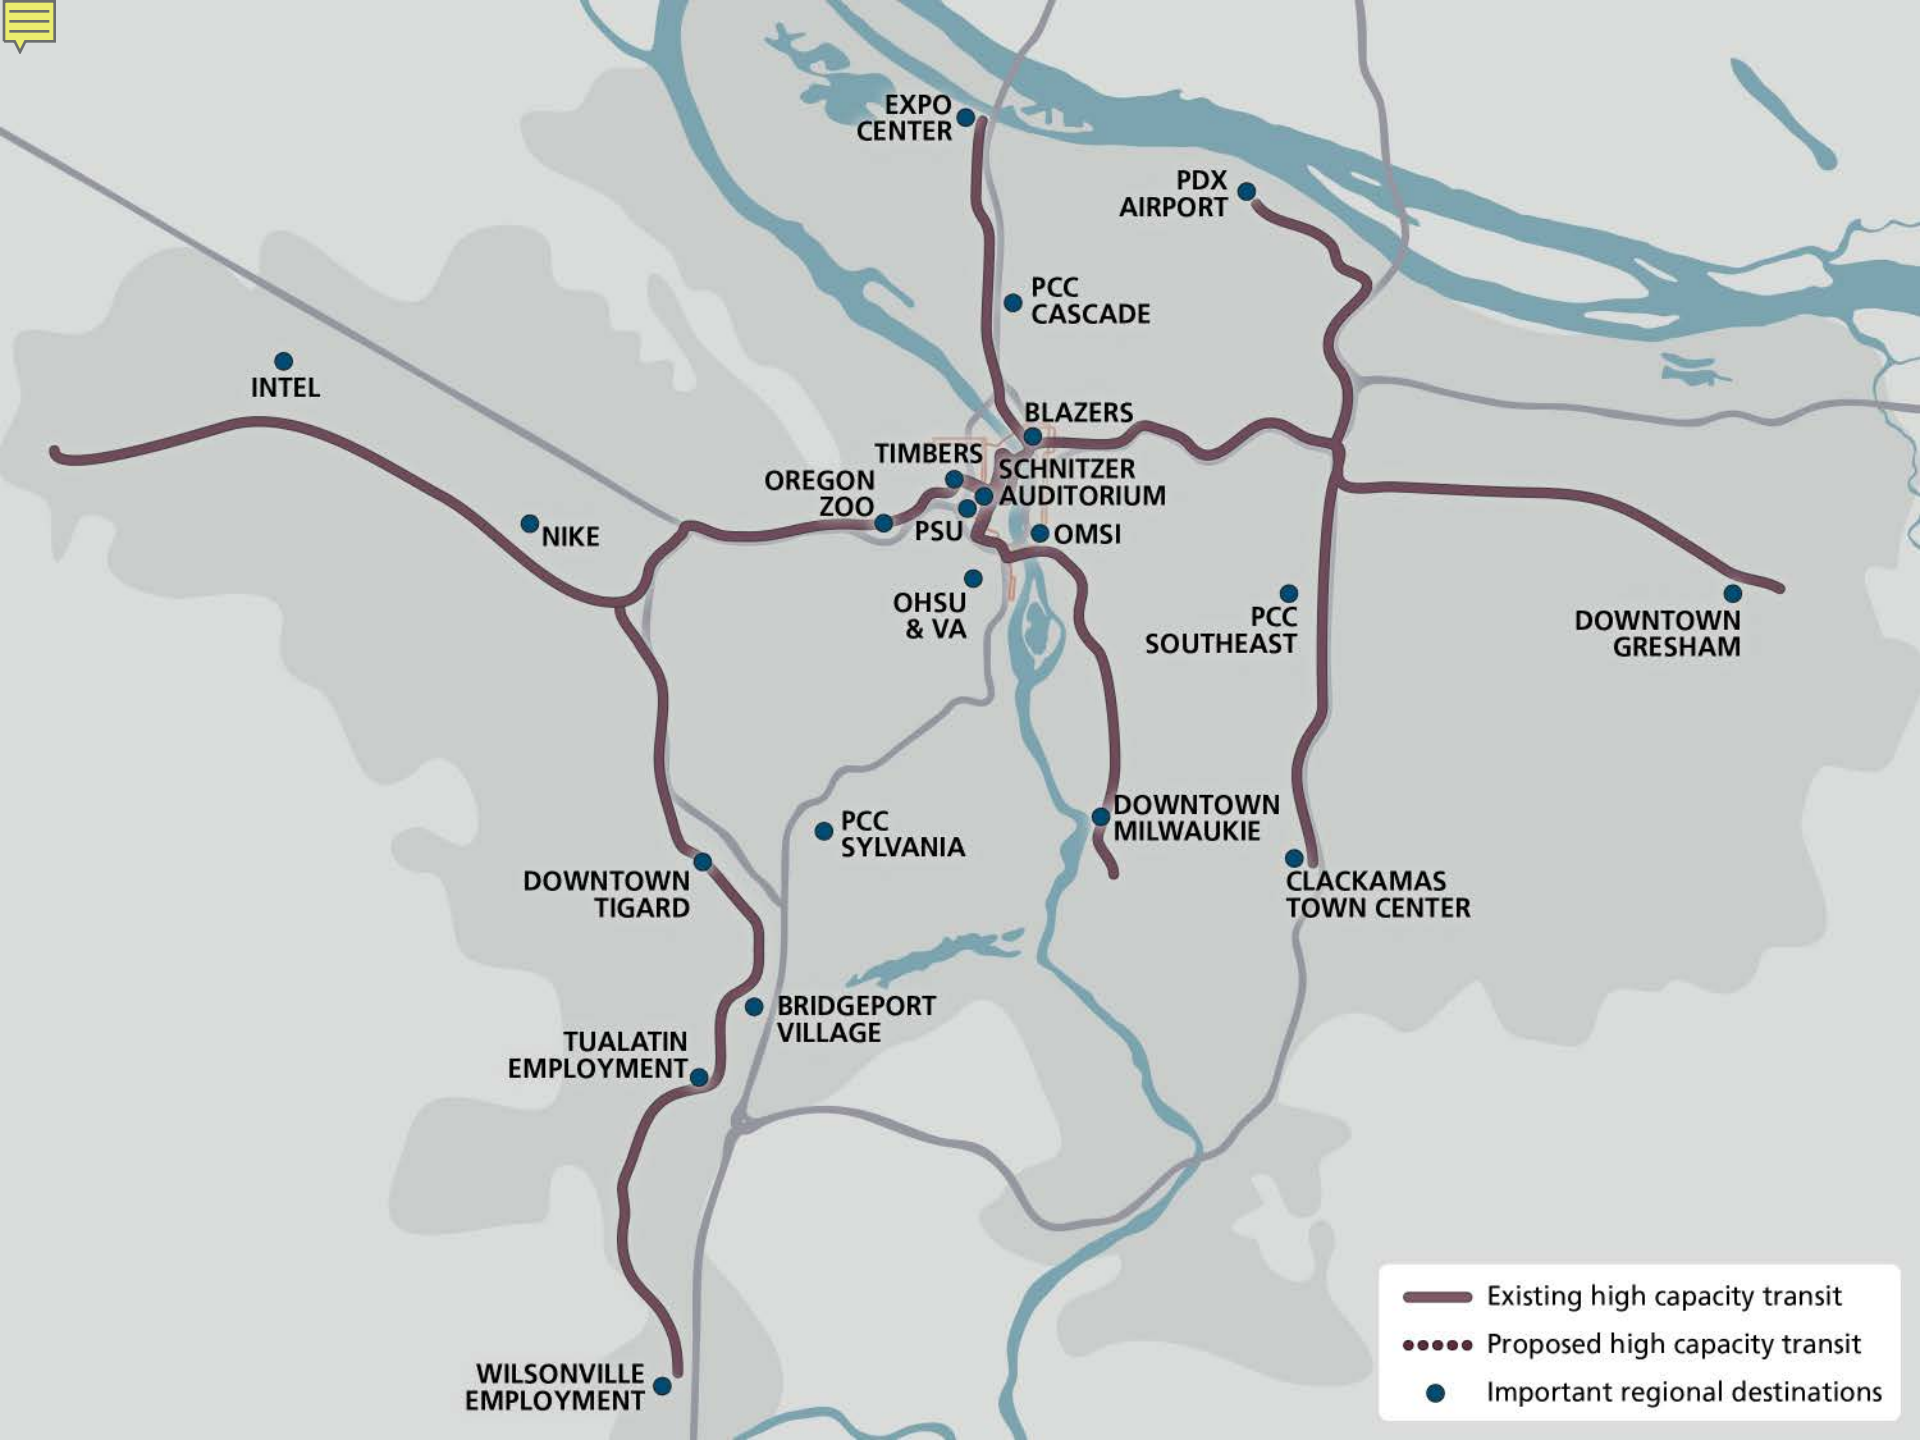 EXPO
CENTER
PDX
AIRPORT
PCC
CASCADE
INTEL
BLAZERS
TIMBERS
SCHNITZER
AUDITORIUM
OREGON
ZOO
PSU
OMSI
NIKE
OHSU
& VA
PCC
SOUTHEAST
DOWNTOWN
GRESHAM
DOWNTOWN
MILWAUKIE
PCC
SYLVANIA
DOWNTOWN
TIGARD
CLACKAMAS
TOWN CENTER
BRIDGEPORT
VILLAGE
TUALATIN
EMPLOYMENT
WILSONVILLE
EMPLOYMENT
Existing high capacity transit
Proposed high capacity transit
Important regional destinations